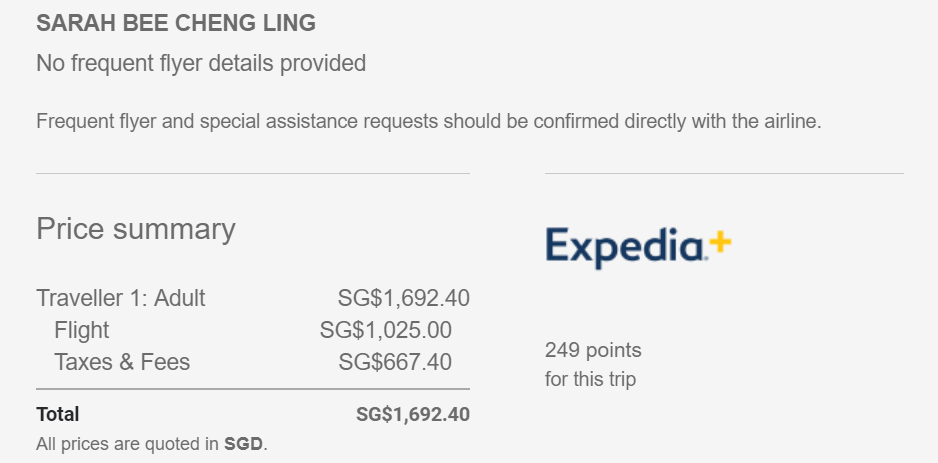 SARAH BEE CHENG LING
No frequent flyer details provided
Frequent flyer and special assistance requests should be confirmed directly with the airline.
Price summary
Traveller 1: Adult SG$1,692.40
Flight SG$1,025.00
Taxes & Fees SG$667.40
Total SG$1,692.40
All prices are quoted in SGD.
Expedia+
249 points
for this trip